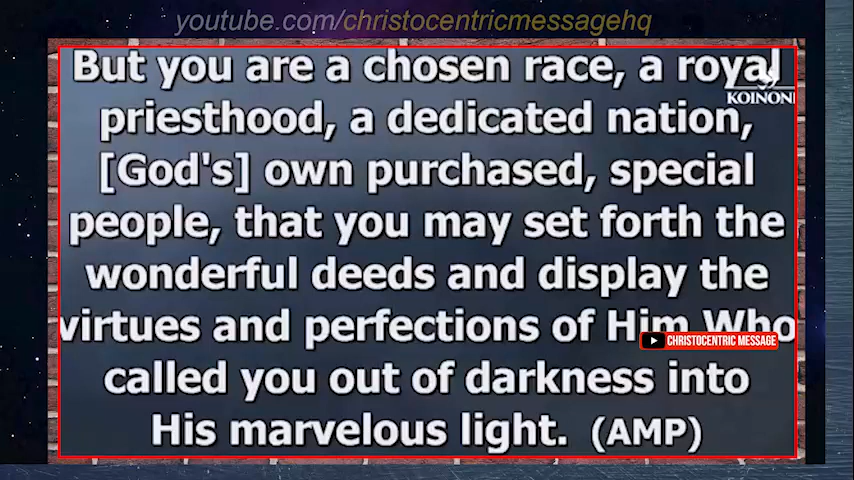 youtube.com/christocentricmessagehq
But you are a chosen race, a royal
KOINONI
priesthood, a dedicated nation,
[God's] own purchased, special
people, that you may set forth the
wonderful deeds and display the
virtues and perfections of Him Who
CHRISTOCENTRIC MESSAGE
called you out of darkness into
His marvelous light. (AMP)